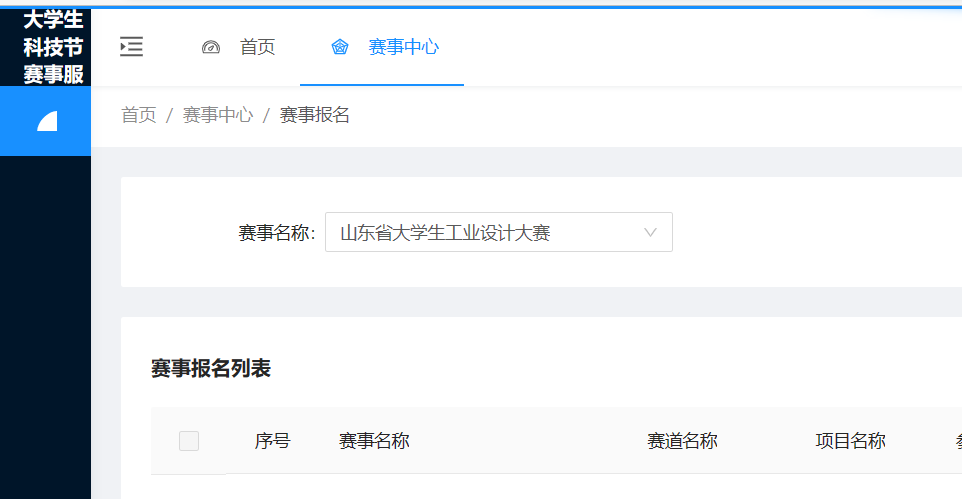 大学生
科技节
赛事服
首页
赛事中心
首页 / 赛事中心 / 赛事报名
赛事名称: 山东省大学生工业设计大赛
赛事报名列表
序号 赛事名称 赛道名称 项目名称